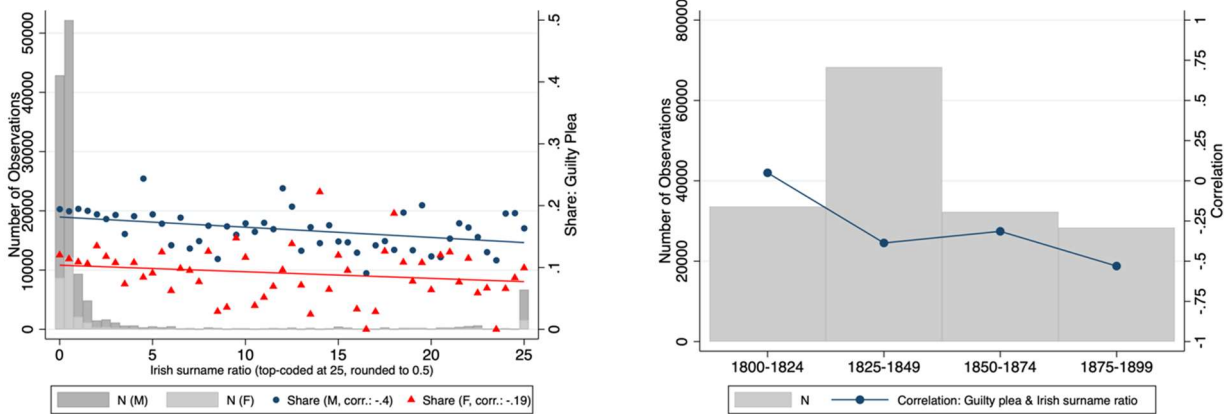 50000
40000
30000
20000
10000
0
Number of Observations
.5
.4
.3
.2
.1
0
Share: Guilty Plea
0 5 10 15 20 25
Irish surname ratio (top-coded at 25, rounded to 0.5)
N (M) N (F) Share (M, corr.: -.4) Share (F, corr.: -.19)
80000
60000
40000
20000
0
Number of Observations
1
.75
.5
.25
0
-.25
-.5
-.75
-1
Correlation
1800-1824 1825-1849 1850-1874 1875-1899
N Correlation: Guilty plea & Irish surname ratio